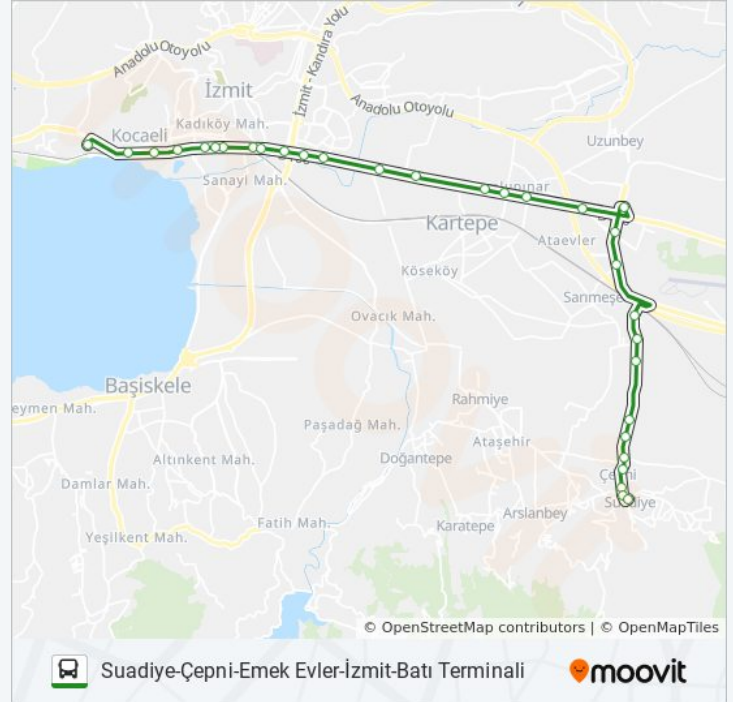 Anadolu Otoyolu
İzmit - Kandıra Yolu
İzmit
Anadolu Otoyolu
Kocaeli
Kadıköy Mah.
Uzunbey
Sanayi Mah.
Kartepe
Ataevler
Köseköy
Sarımeşe
Ovacık Mah.
Başiskele
eymen Mah.
Rahmiye
Paşadağ Mah.
Ataşehir
Altınkent Mah.
Doğantepe
Damlar Mah.
Çepni
Suadiye
Arslanbey
Fatih Mah.
Karatepe
Yeşilkent Mah.
© OpenStreetMap contributors | © OpenMapTiles
Suadiye-Çepni-Emek Evler-İzmit-Batı Terminali
moovit